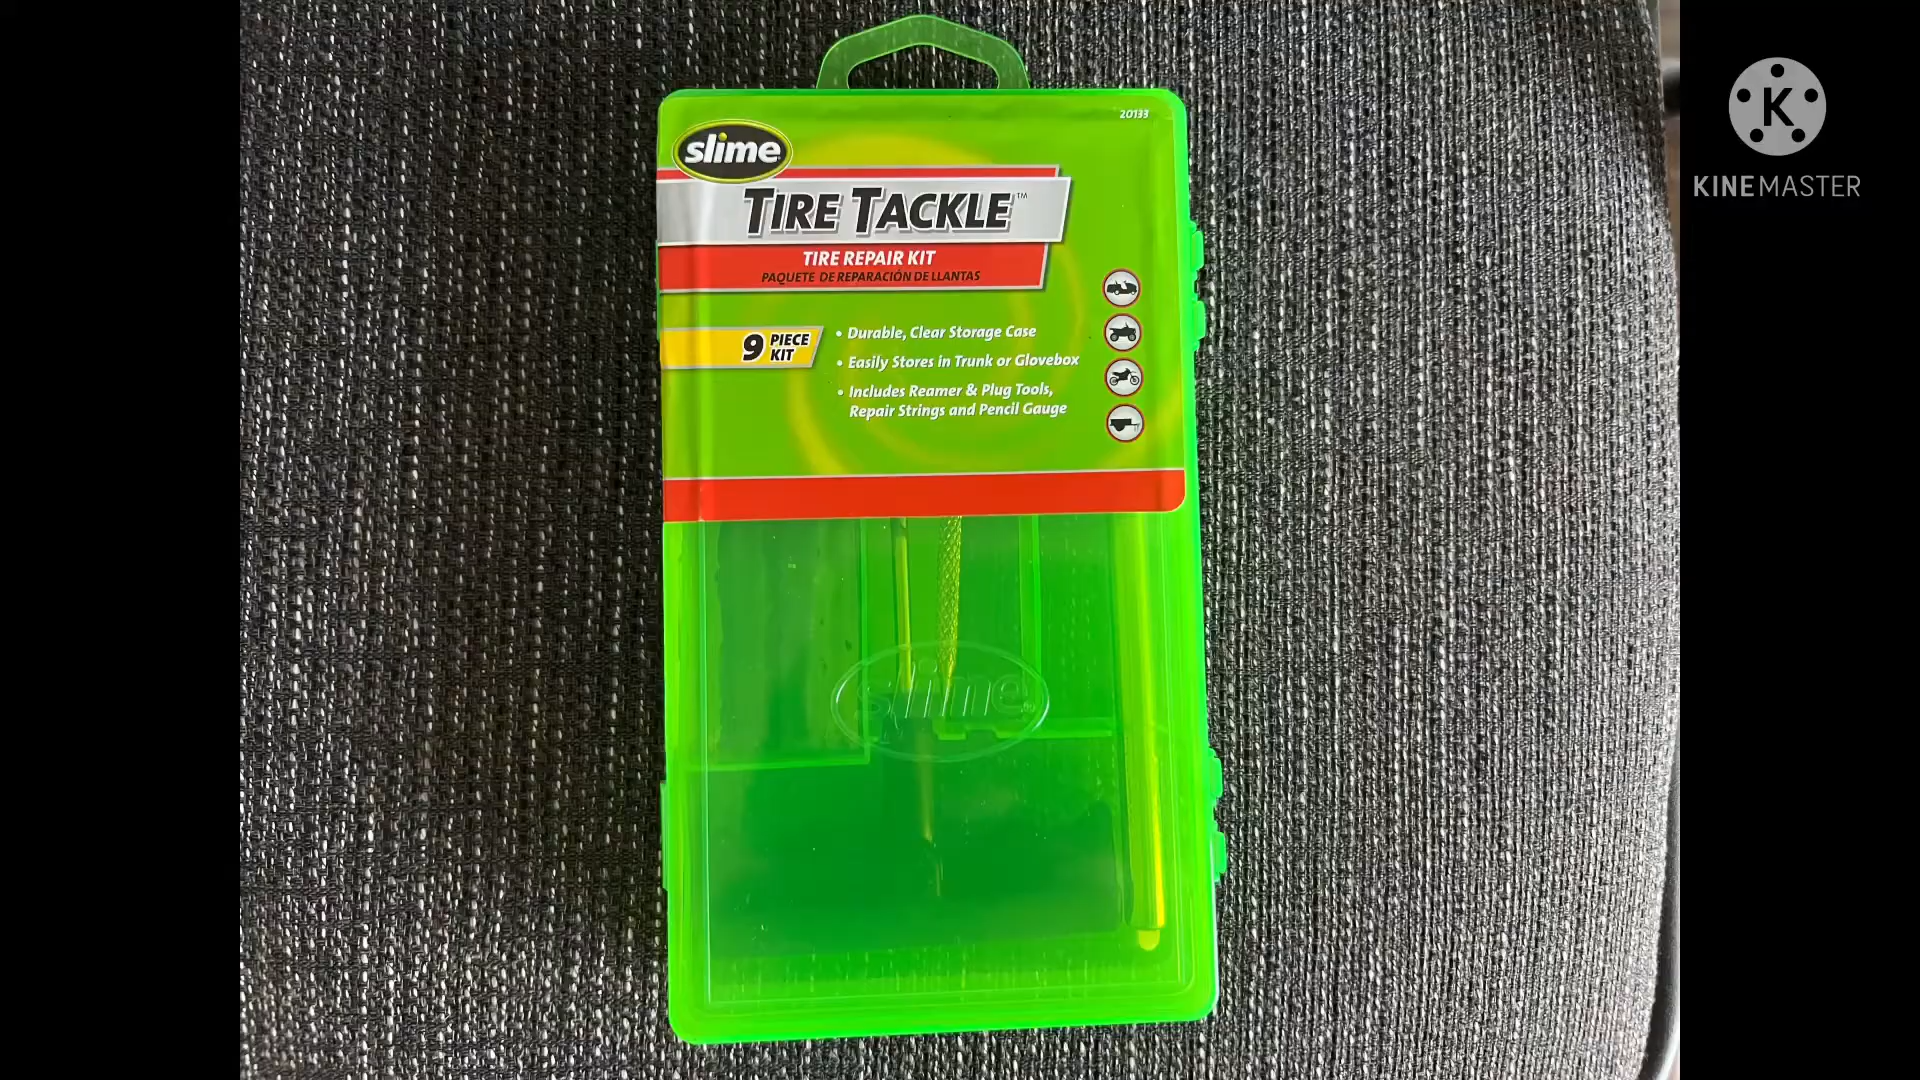 20133
slime
TIRE TACKLE™
TIRE REPAIR KIT
PAQUETE DE REPARACIÓN DE LLANTAS
9 PIECE
KIT
• Durable, Clear Storage Case
• Easily Stores in Trunk or Glovebox
• Includes Reamer & Plug Tools,
Repair Strings and Pencil Gauge
slime
K
KINEMASTER